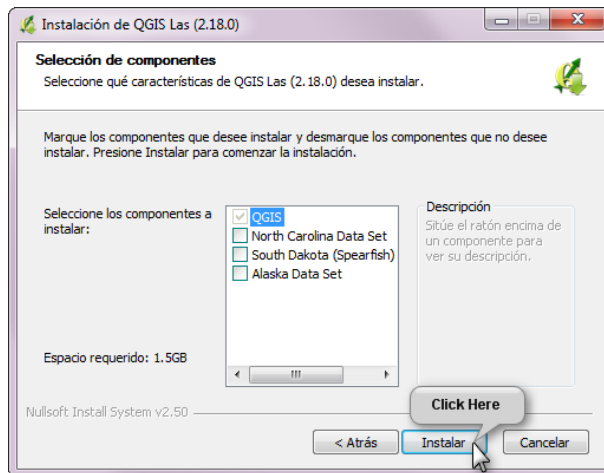 Instalación de QGIS Las (2.18.0)
Selección de componentes
Seleccione qué características de QGIS Las (2.18.0) desea instalar.
Marque los componentes que desee instalar y desmarque los componentes que no desee
instalar. Presione Instalar para comenzar la instalación.
Seleccione los componentes a
instalar:
QGIS
North Carolina Data Set
South Dakota (Spearfish)
Alaska Data Set
Descripción
Sitúe el ratón encima de
un componente para
ver su descripción.
Espacio requerido: 1.5GB
Click Here
Nullsoft Install System v2.50
< Atrás
Instalar
Cancelar